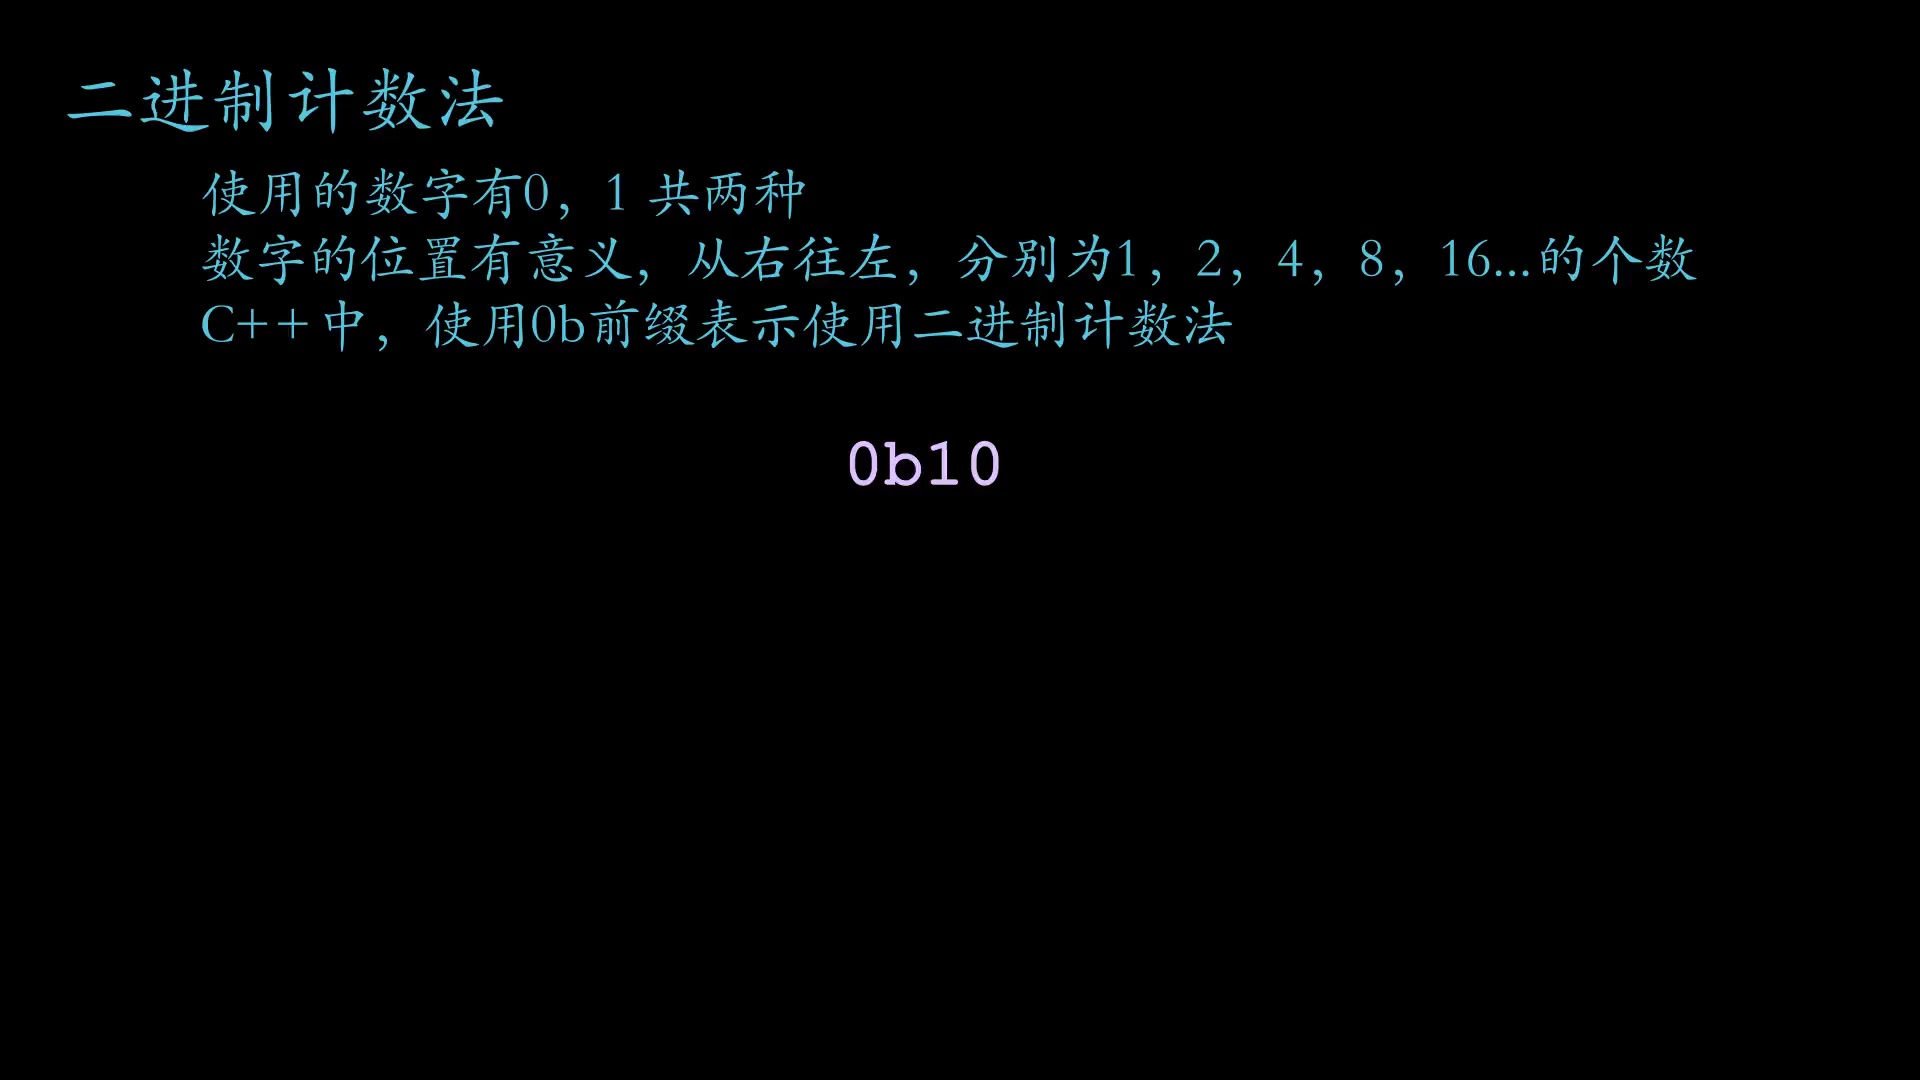 二进制计数法
使用的数字有0，1 共两种
数字的位置有意义，从右往左，分别为1，2，4，8，16...的个数
C++中，使用0b前缀表示使用二进制计数法
0b10